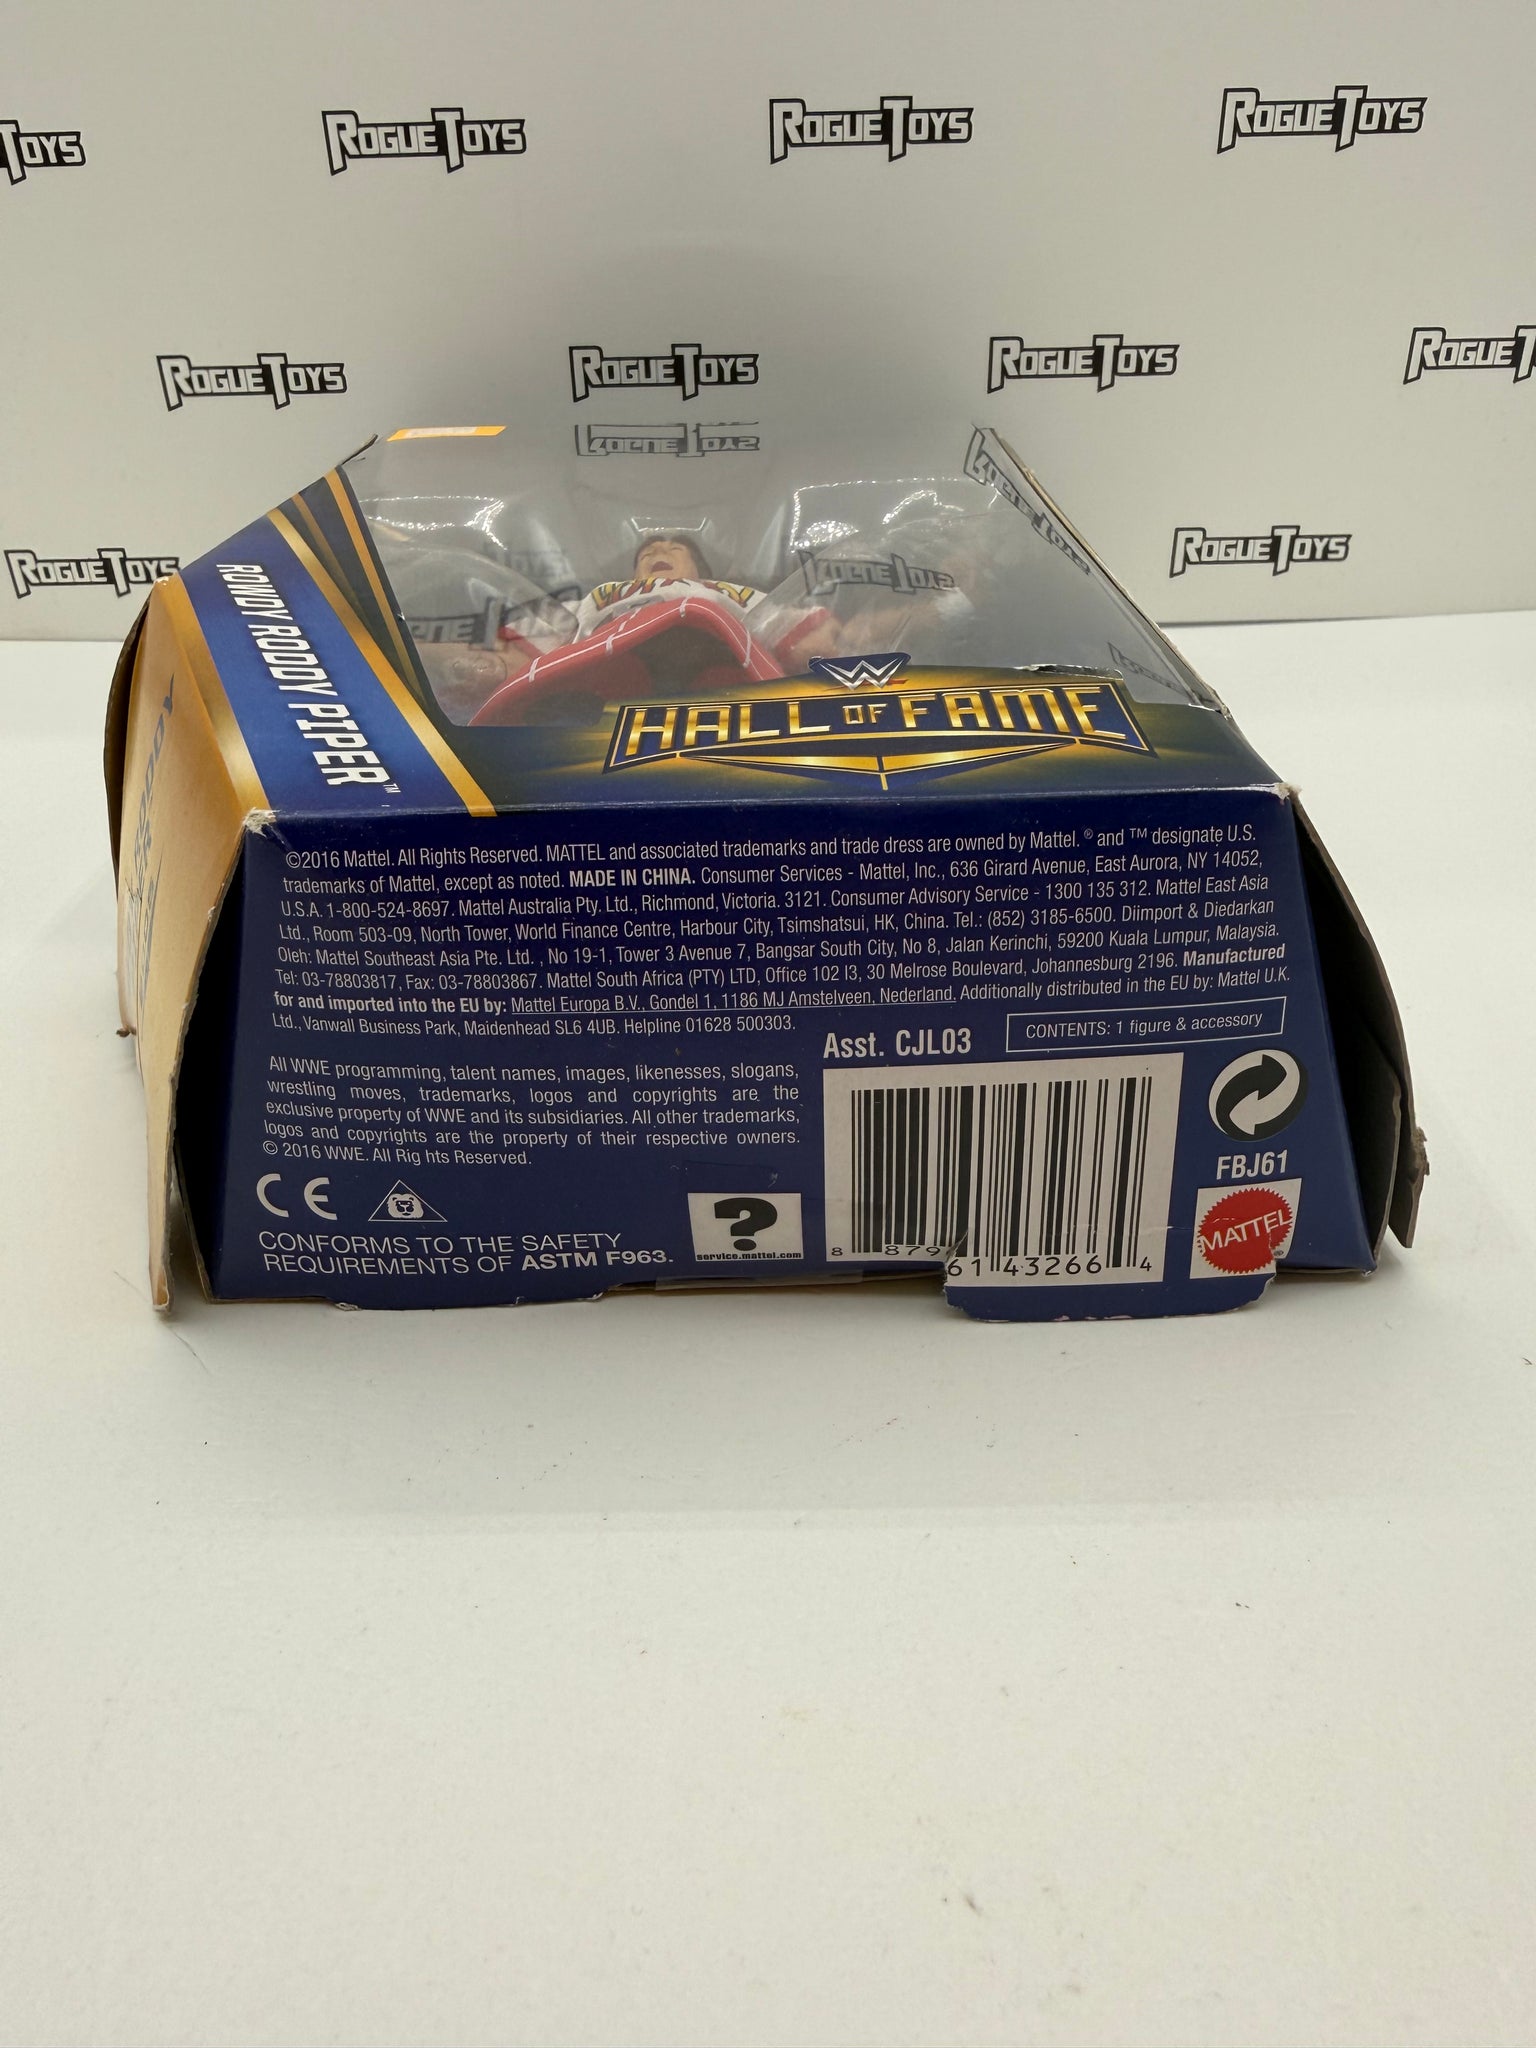 TOYS
ROGUE TOYS
ROGUE TOYS
ROGUE TOYS
ROGUE TOYS
ROGUE TOYS
ROGUE TOYS
ROGUE
ROGUE TOYS
ROGUE TOYS
ROWDY RODDY PIPER™
RODDY
W
HALL OF FAME
©2016 Mattel. All Rights Reserved. MATTEL and associated trademarks and trade dress are owned by Mattel. ® and ™ designate U.S.
trademarks of Mattel, except as noted. MADE IN CHINA. Consumer Services - Mattel, Inc., 636 Girard Avenue, East Aurora, NY 14052,
U.S.A. 1-800-524-8697. Mattel Australia Pty. Ltd., Richmond, Victoria. 3121. Consumer Advisory Service - 1300 135 312. Mattel East Asia
Ltd., Room 503-09, North Tower, World Finance Centre, Harbour City, Tsimshatsui, HK, China. Tel.: (852) 3185-6500. Diimport & Diedarkan
Oleh: Mattel Southeast Asia Pte. Ltd. , No 19-1, Tower 3 Avenue 7, Bangsar South City, No 8, Jalan Kerinchi, 59200 Kuala Lumpur, Malaysia.
Tel: 03-78803817, Fax: 03-78803867. Mattel South Africa (PTY) LTD, Office 102 I3, 30 Melrose Boulevard, Johannesburg 2196. Manufactured
for and imported into the EU by: Mattel Europa B.V., Gondel 1, 1186 MJ Amstelveen, Nederland. Additionally distributed in the EU by: Mattel U.K.
Ltd., Vanwall Business Park, Maidenhead SL6 4UB. Helpline 01628 500303.
Asst. CJL03
CONTENTS: 1 figure & accessory
All WWE programming, talent names, images, likenesses, slogans,
wrestling moves, trademarks, logos and copyrights are the
exclusive property of WWE and its subsidiaries. All other trademarks,
logos and copyrights are the property of their respective owners.
© 2016 WWE. All Rig hts Reserved.
CE
CONFORMS TO THE SAFETY
REQUIREMENTS OF ASTM F963.
?
service.mattel.com
8 87961 43266 4
FBJ61
MATTEL®